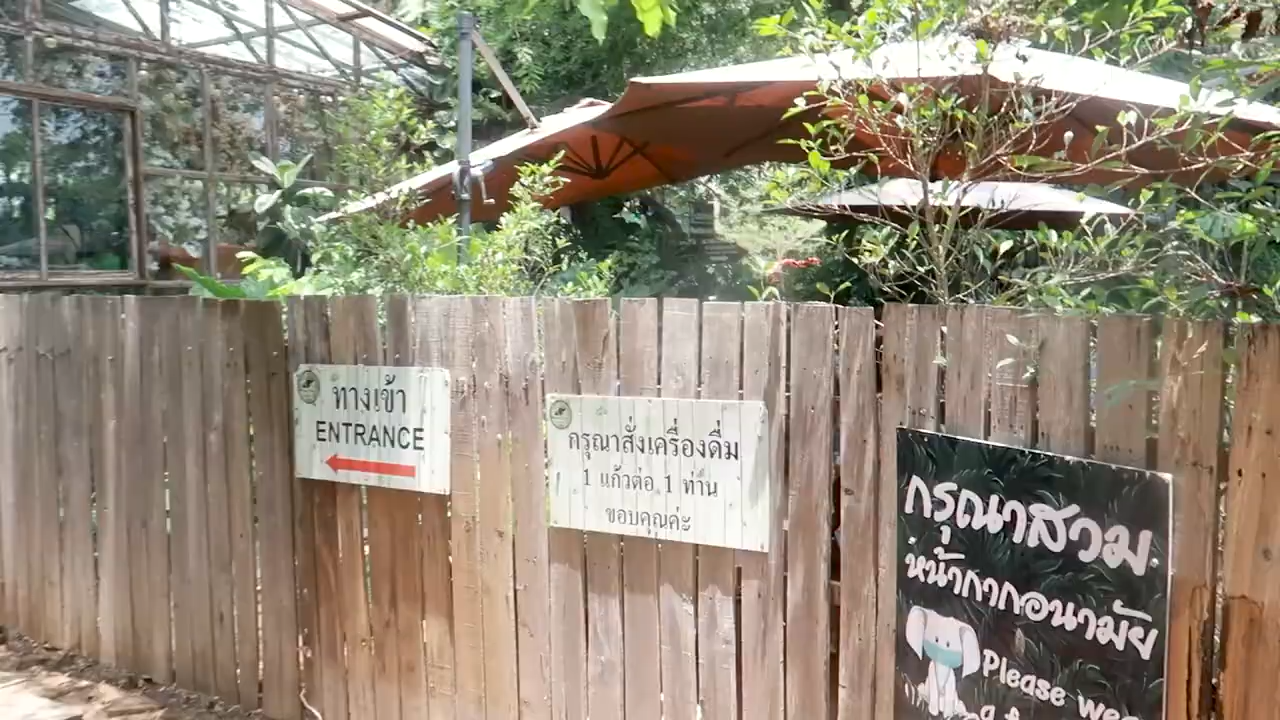 ทางเข้า
ENTRANCE
กรุณาสั่งเครื่องดื่ม
1 แก้วต่อ 1 ท่าน
ขอบคุณค่ะ
กรุณาสวม
หน้ากากอนามัย
Please